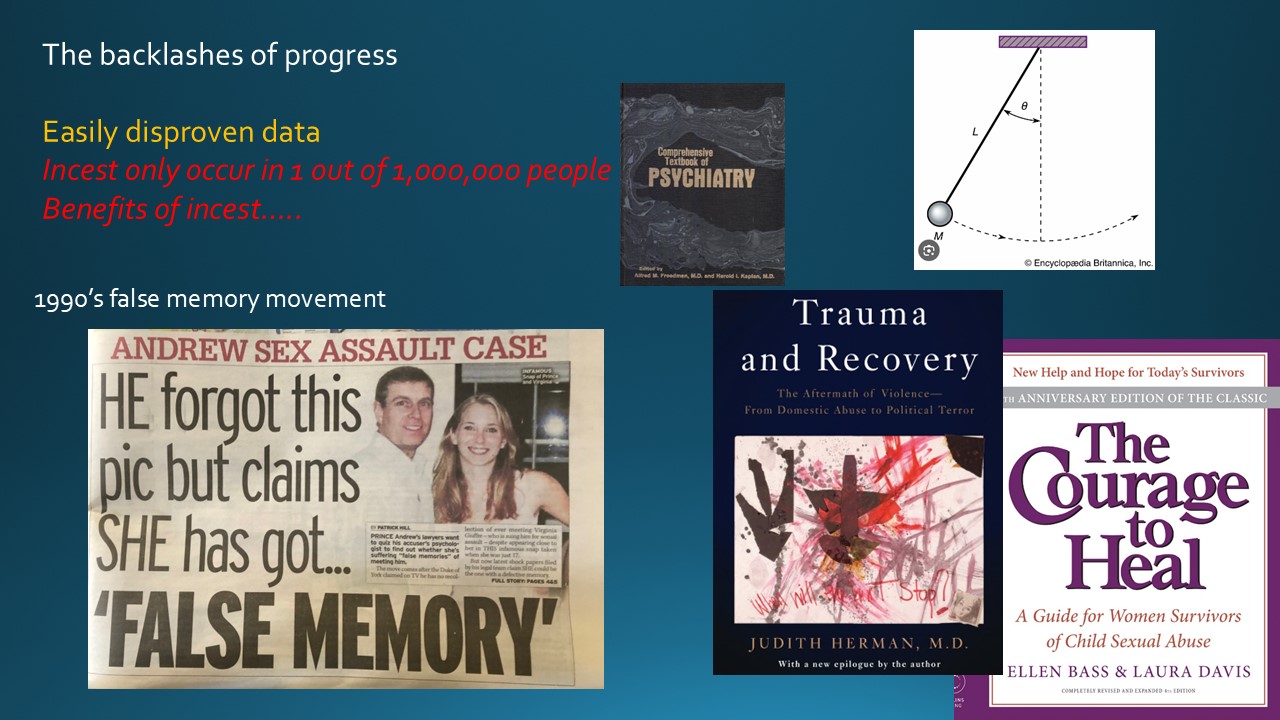 The backlashes of progress
Easily disproven data
Incest only occur in 1 out of 1,000,000 people
Benefits of incest.....
Comprehensive
Textbook of
PSYCHIATRY
Edited by
Alfred M. Freedman, M.D. and Harold I. Kaplan, M.D.
θ
L
M
© Encyclopædia Britannica, Inc.
1990's false memory movement
ANDREW SEX ASSAULT CASE
HE forgot this
pic but claims
SHE has got...
'FALSE MEMORY'
INFAMOUS
Snap of Prince
and Virginia
BY PATRICK HILL
PRINCE Andrew's lawyers want
to quiz his accuser's psycholo-
gist to find out whether she's
suffering "false memories" of
meeting him.
The move comes after the Duke of
York claimed on TV he has no recol-
lection of ever meeting Virginia
Giuffre – who is suing him for sexual
assault – despite appearing close to
her in THIS infamous snap taken
when she was just 17.
But now latest shock papers filed
by his legal team claim SHE could be
the one with a defective memory.
FULL STORY: PAGES 4&5
Trauma
and Recovery
The Aftermath of Violence—
From Domestic Abuse to Political Terror
Stop!
JUDITH HERMAN, M.D.
With a new epilogue by the author
New Help and Hope for Today's Survivors
TH ANNIVERSARY EDITION OF THE CLASSIC
The
Courage
to
Heal
A Guide for Women Survivors
of Child Sexual Abuse
ELLEN BASS & LAURA DAVIS
COMPLETELY REVISED AND EXPANDED 4TH EDITION